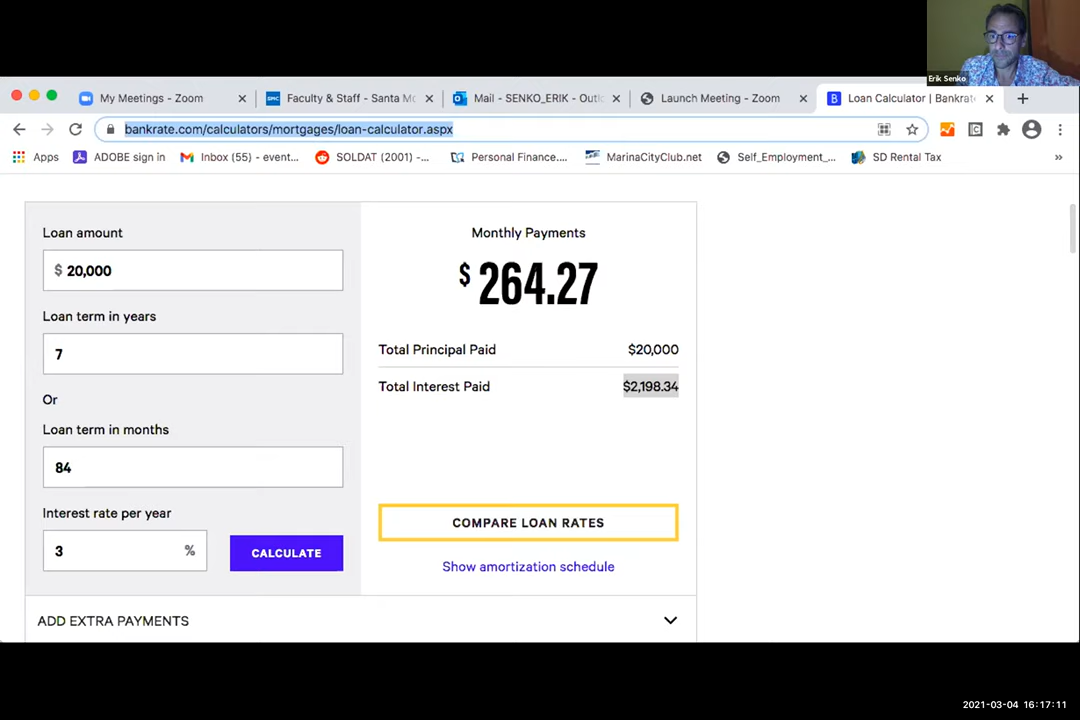 Erik Senko
My Meetings - Zoom
Faculty & Staff - Santa Mo
Mail - SENKO_ERIK - Outl
Launch Meeting - Zoom
Loan Calculator | Bankrat
bankrate.com/calculators/mortgages/loan-calculator.aspx
Apps
ADOBE sign in
Inbox (55) - event...
SOLDAT (2001) -...
Personal Finance....
MarinaCityClub.net
Self_Employment_...
SD Rental Tax
»
Loan amount
$ 20,000
Loan term in years
7
Or
Loan term in months
84
Interest rate per year
3 %
CALCULATE
Monthly Payments
$ 264.27
Total Principal Paid $20,000
Total Interest Paid $2,198.34
COMPARE LOAN RATES
Show amortization schedule
ADD EXTRA PAYMENTS
2021-03-04 16:17:11